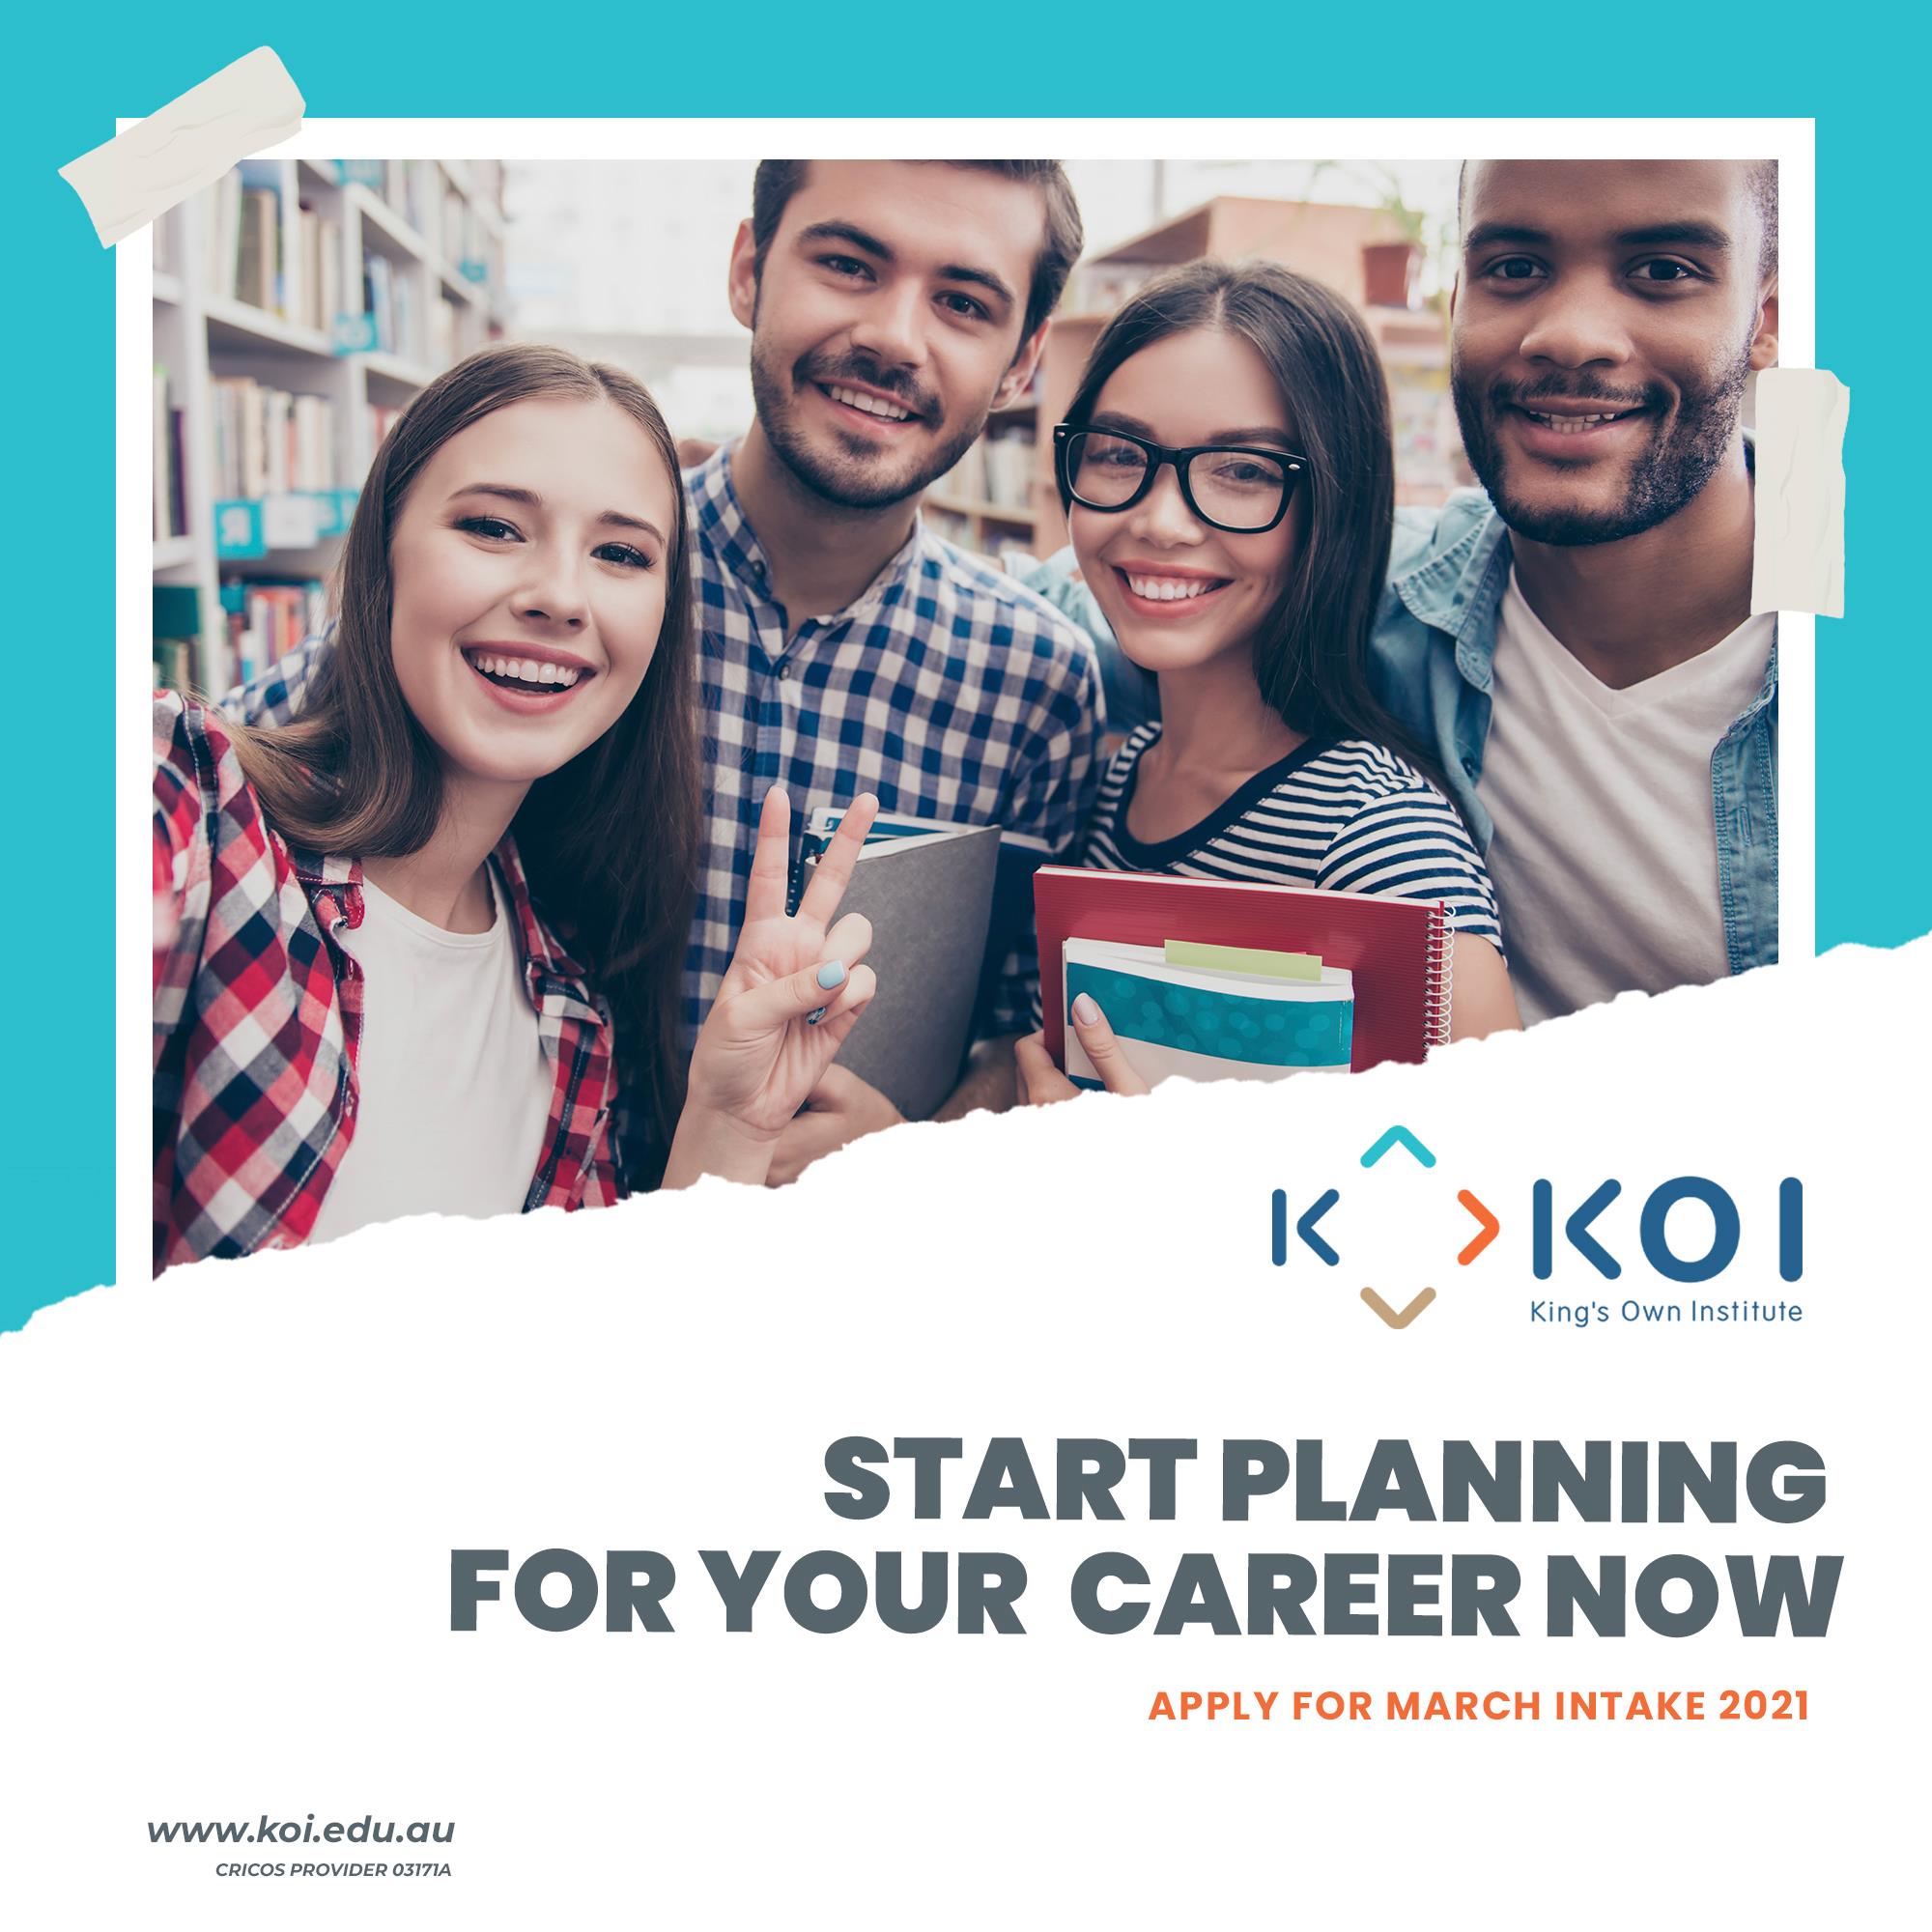 K
KOI
King's Own Institute
START PLANNING
FOR YOUR CAREER NOW
APPLY FOR MARCH INTAKE 2021
www.koi.edu.au
CRICOS PROVIDER 03171A